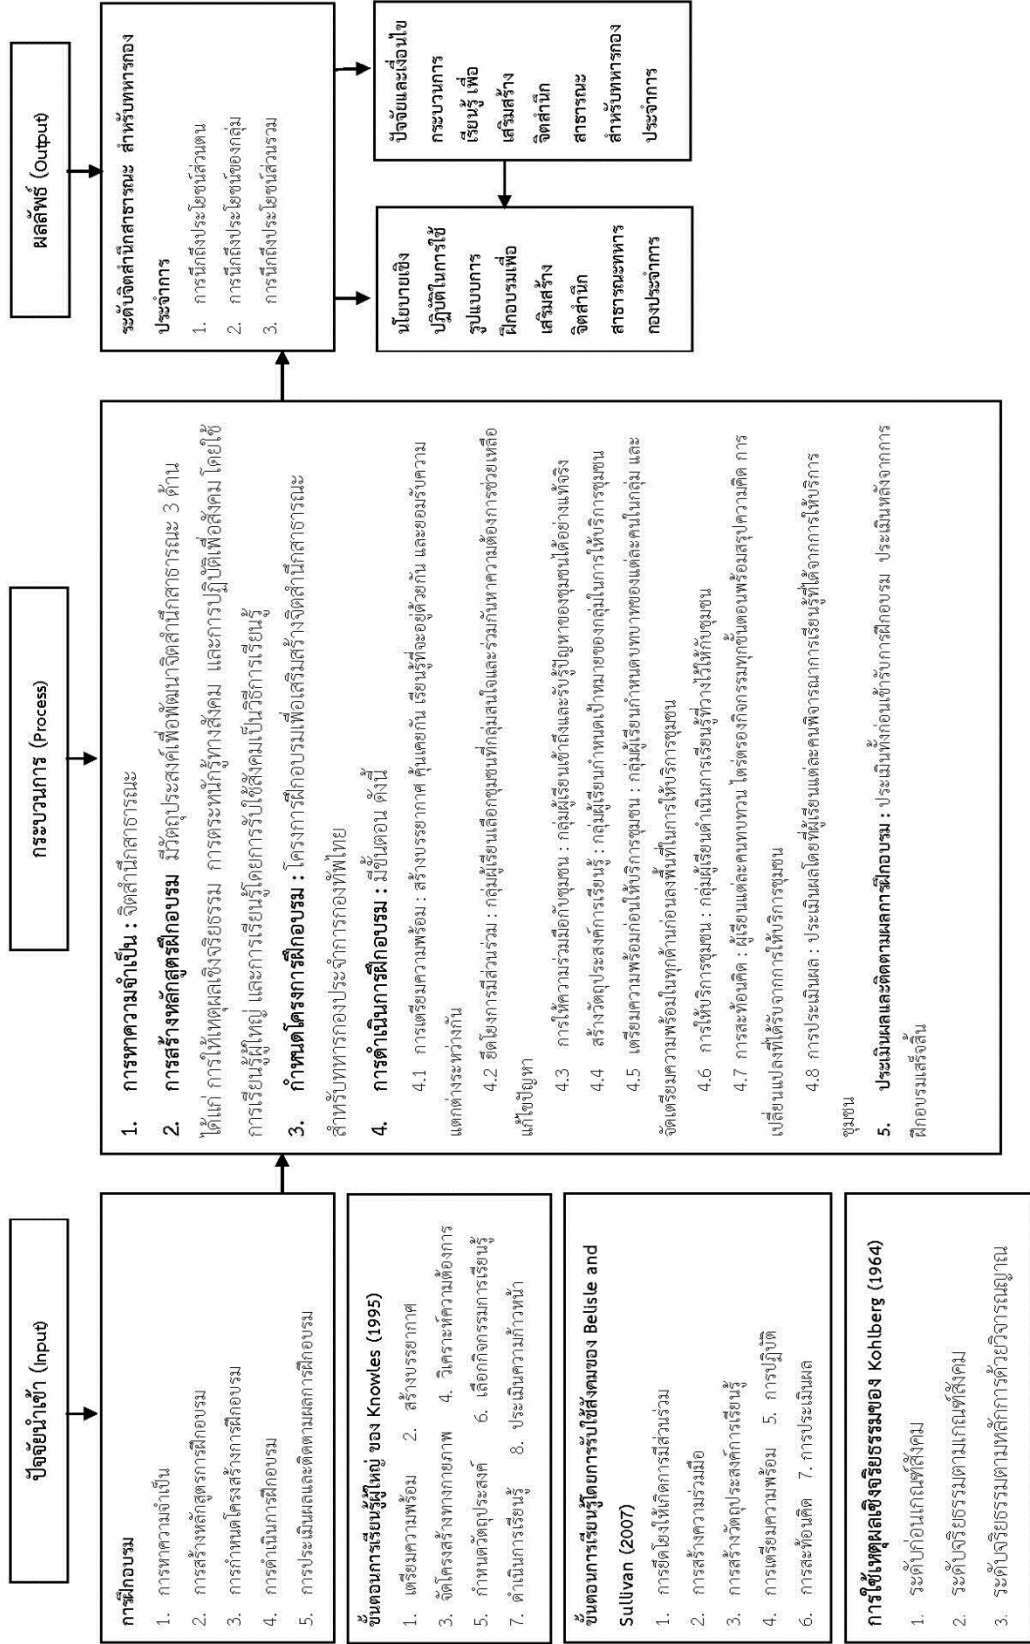 ปัจจัยนำเข้า (Input)
การฝึกอบรม
1. การหาความจำเป็น
2. การสร้างหลักสูตรการฝึกอบรม
3. การกำหนดโครงสร้างการฝึกอบรม
4. การดำเนินการฝึกอบรม
5. การประเมินผลและติดตามผลการฝึกอบรม
ขั้นตอนการเรียนรู้ผู้ใหญ่ ของ Knowles (1995)
1. เตรียมความพร้อม 2. สร้างบรรยากาศ
3. จัดโครงสร้างทางกายภาพ 4. วิเคราะห์ความต้องการ
5. กำหนดวัตถุประสงค์ 6. เลือกกิจกรรมการเรียนรู้
7. ดำเนินการเรียนรู้ 8. ประเมินความก้าวหน้า
ขั้นตอนการเรียนรู้โดยการรับใช้สังคมของ Belisle and
Sullivan (2007)
1. การยึดโยงให้เกิดการมีส่วนร่วม
2. การสร้างความร่วมมือ
3. การสร้างวัตถุประสงค์การเรียนรู้
4. การเตรียมความพร้อม 5. การปฏิบัติ
6. การสะท้อนคิด 7. การประเมินผล
การใช้เหตุผลเชิงจริยธรรมของ Kohlberg (1964)
1. ระดับก่อนเกณฑ์สังคม
2. ระดับจริยธรรมตามเกณฑ์สังคม
3. ระดับจริยธรรมตามหลักการด้วยวิจารณญาณ
กระบวนการ (Process)
1. การหาความจำเป็น : จิตสำนึกสาธารณะ
2. การสร้างหลักสูตรฝึกอบรม มีวัตถุประสงค์เพื่อพัฒนาจิตสำนึกสาธารณะ 3 ด้าน
ได้แก่ การให้เหตุผลเชิงจริยธรรม การตระหนักรู้ทางสังคม และการปฏิบัติเพื่อสังคม โดยใช้
การเรียนรู้ผู้ใหญ่ และการเรียนรู้โดยการรับใช้สังคมเป็นวิธีการเรียนรู้
3. กำหนดโครงการฝึกอบรม : โครงการฝึกอบรมเพื่อเสริมสร้างจิตสำนึกสาธารณะ
สำหรับทหารกองประจำการกองทัพไทย
4. การดำเนินการฝึกอบรม : มีขั้นตอน ดังนี้
4.1 การเตรียมความพร้อม : สร้างบรรยากาศ คุ้นเคยกัน เรียนรู้ที่จะอยู่ด้วยกัน และยอมรับความ
แตกต่างระหว่างกัน
4.2 ยึดโยงการมีส่วนร่วม : กลุ่มผู้เรียนเลือกชุมชนที่กลุ่มสนใจและร่วมกันหาความต้องการช่วยเหลือ
แก้ไขปัญหา
4.3 การให้ความร่วมมือกับชุมชน : กลุ่มผู้เรียนเข้าถึงและรับรู้ปัญหาของชุมชนได้อย่างแท้จริง
4.4 สร้างวัตถุประสงค์การเรียนรู้ : กลุ่มผู้เรียนกำหนดเป้าหมายของกลุ่มในการให้บริการชุมชน
4.5 เตรียมความพร้อมก่อนให้บริการชุมชน : กลุ่มผู้เรียนกำหนดบทบาทของแต่ละคนในกลุ่ม และ
จัดเตรียมความพร้อมในทุกด้านก่อนลงพื้นที่ในการให้บริการชุมชน
4.6 การให้บริการชุมชน : กลุ่มผู้เรียนดำเนินการเรียนรู้ที่วางไว้ให้กับชุมชน
4.7 การสะท้อนคิด : ผู้เรียนแต่ละคนทบทวน ไตร่ตรองกิจกรรมทุกขั้นตอนพร้อมสรุปความคิด การ
เปลี่ยนแปลงที่ได้รับจากการให้บริการชุมชน
4.8 การประเมินผล : ประเมินผลโดยที่ผู้เรียนแต่ละคนพิจารณาการเรียนรู้ที่ได้จากการให้บริการ
ชุมชน
5. ประเมินผลและติดตามผลการฝึกอบรม : ประเมินทั้งก่อนเข้ารับการฝึกอบรม ประเมินหลังจากการ
ฝึกอบรมเสร็จสิ้น
ผลลัพธ์ (Output)
ระดับจิตสำนึกสาธารณะ สำหรับทหารกอง
ประจำการ
1. การนึกถึงประโยชน์ส่วนตน
2. การนึกถึงประโยชน์ของกลุ่ม
3. การนึกถึงประโยชน์ส่วนรวม
นโยบายเชิง
ปฏิบัติในการใช้
รูปแบบการ
ฝึกอบรมเพื่อ
เสริมสร้าง
จิตสำนึก
สาธารณะทหาร
กองประจำการ
ปัจจัยและเงื่อนไข
กระบวนการ
เรียนรู้ เพื่อ
เสริมสร้าง
จิตสำนึก
สาธารณะ
สำหรับทหารกอง
ประจำการ